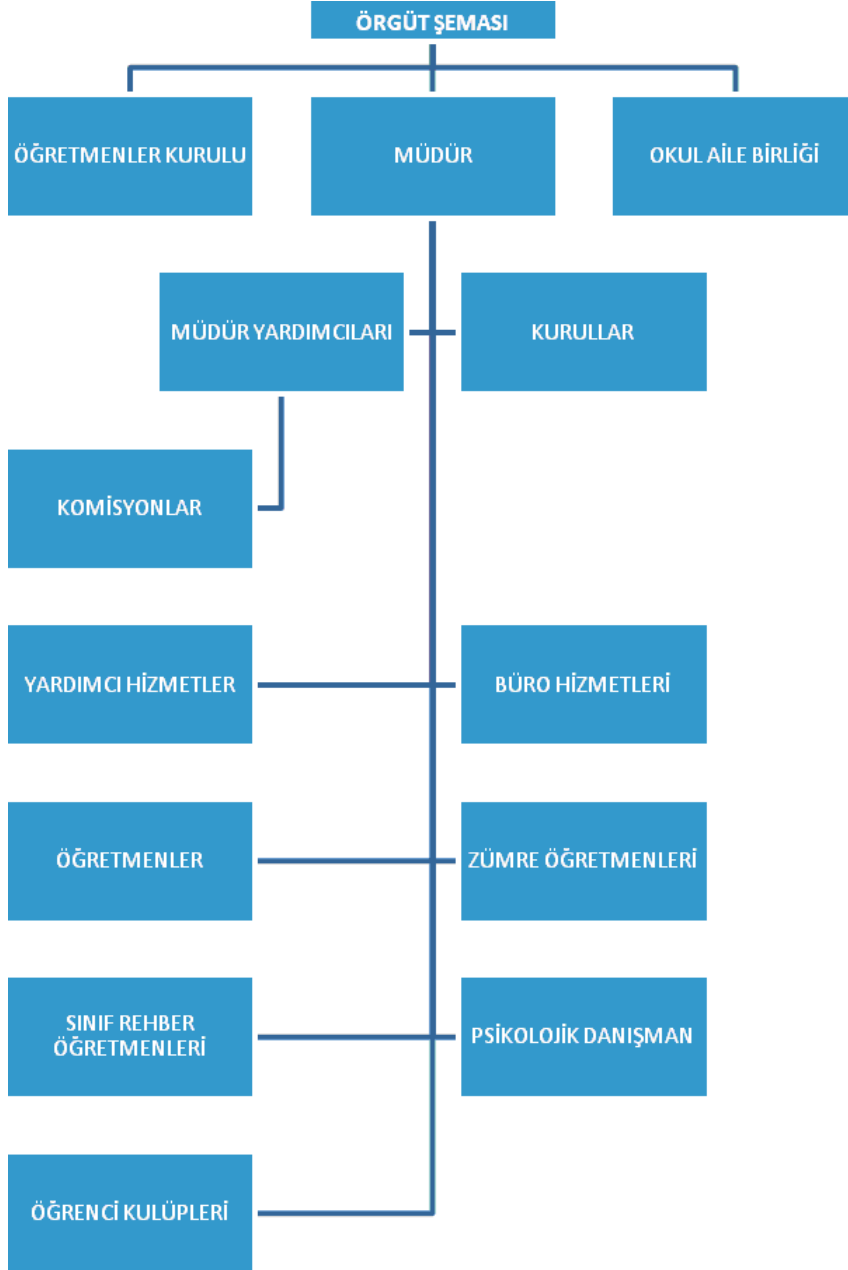 ÖRGÜT ŞEMASI
ÖĞRETMENLER KURULU
MÜDÜR
OKUL AİLE BİRLİĞİ
MÜDÜR YARDIMCILARI
KURULLAR
KOMİSYONLAR
YARDIMCI HİZMETLER
BÜRO HİZMETLERİ
ÖĞRETMENLER
ZÜMRE ÖĞRETMENLERİ
SINIF REHBER
ÖĞRETMENLERİ
PSİKOLOJİK DANIŞMAN
ÖĞRENCİ KULÜPLERİ